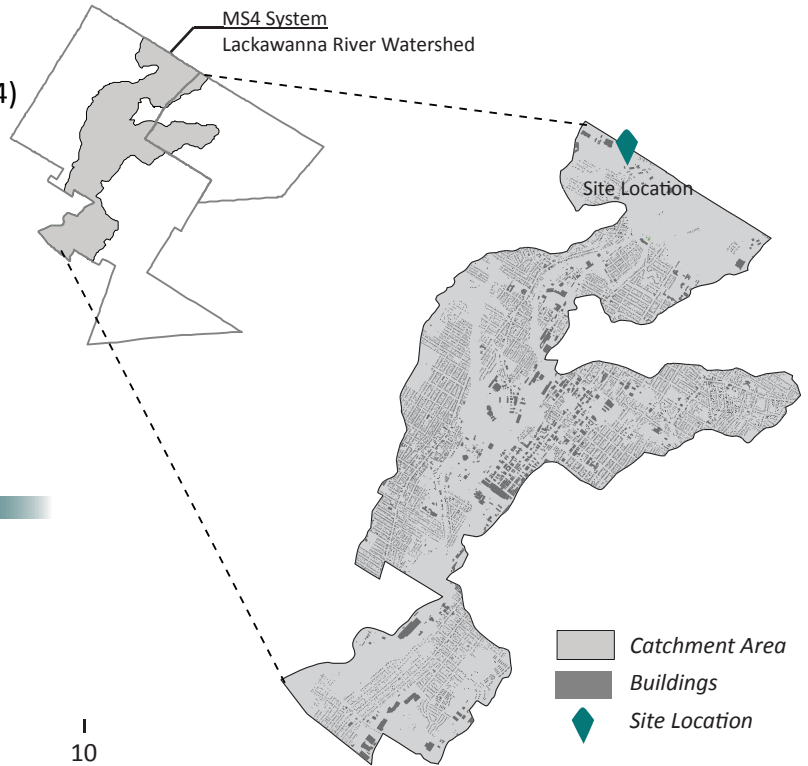 MS4 System
Lackawanna River Watershed
4)
Site Location
Catchment Area
Buildings
Site Location
10